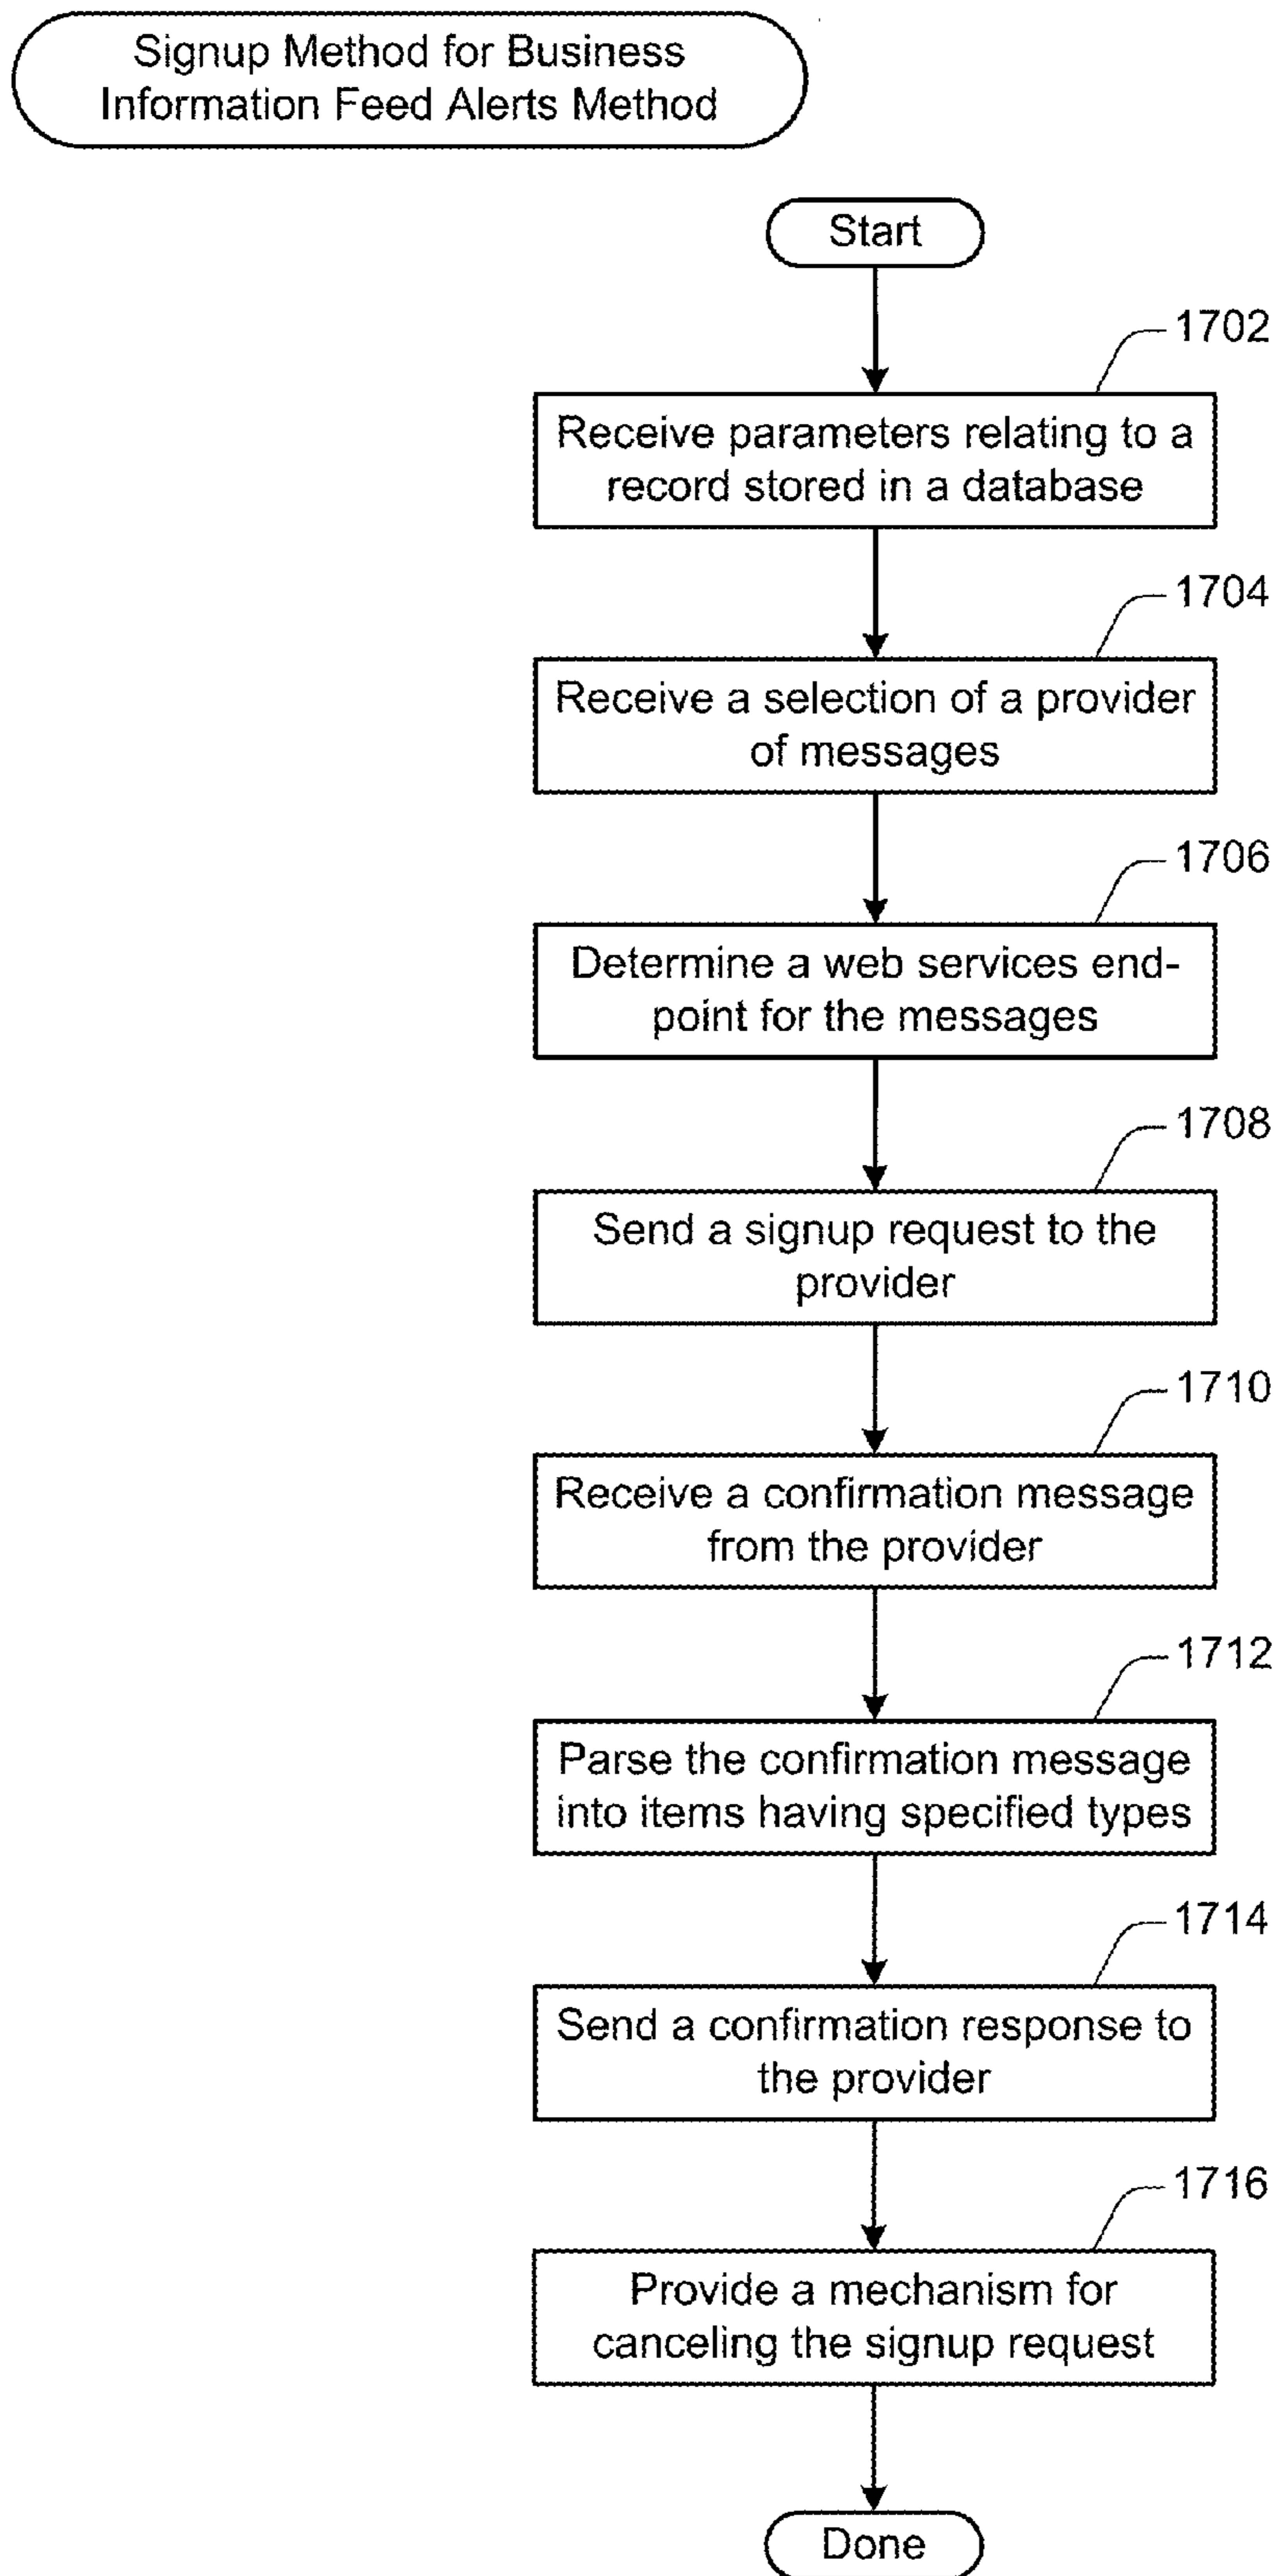 Signup Method for Business
Information Feed Alerts Method
Start
1702
Receive parameters relating to a
record stored in a database
1704
Receive a selection of a provider
of messages
1706
Determine a web services end-
point for the messages
1708
Send a signup request to the
provider
1710
Receive a confirmation message
from the provider
1712
Parse the confirmation message
into items having specified types
1714
Send a confirmation response to
the provider
1716
Provide a mechanism for
canceling the signup request
Done